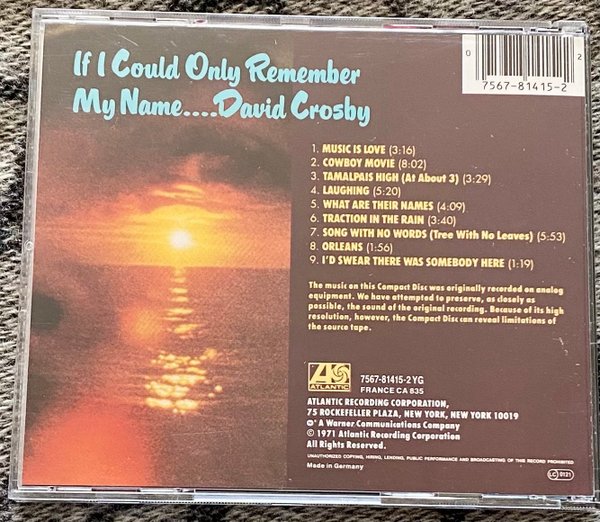 If I Could Only Remember
My Name....David Crosby
0 7567-81415-2 2
1. MUSIC IS LOVE (3:16)
2. COWBOY MOVIE (8:02)
3. TAMALPAIS HIGH (At About 3) (3:29)
4. LAUGHING (5:20)
5. WHAT ARE THEIR NAMES (4:09)
6. TRACTION IN THE RAIN (3:40)
7. SONG WITH NO WORDS (Tree With No Leaves) (5:53)
8. ORLEANS (1:56)
9. I'D SWEAR THERE WAS SOMEBODY HERE (1:19)
The music on this Compact Disc was originally recorded on analog
equipment. We have attempted to preserve, as closely as
possible, the sound of the original recording. Because of its high
resolution, however, the Compact Disc can reveal limitations of
the source tape.
ATLANTIC
7567-81415-2 YG
FRANCE CA 835
ATLANTIC RECORDING CORPORATION,
75 ROCKEFELLER PLAZA, NEW YORK, NEW YORK 10019
A Warner Communications Company
© 1971 Atlantic Recording Corporation
All Rights Reserved.
UNAUTHORIZED COPYING, HIRING, LENDING, PUBLIC PERFORMANCE AND BROADCASTING OF THIS RECORD PROHIBITED
Made in Germany
LC 0121